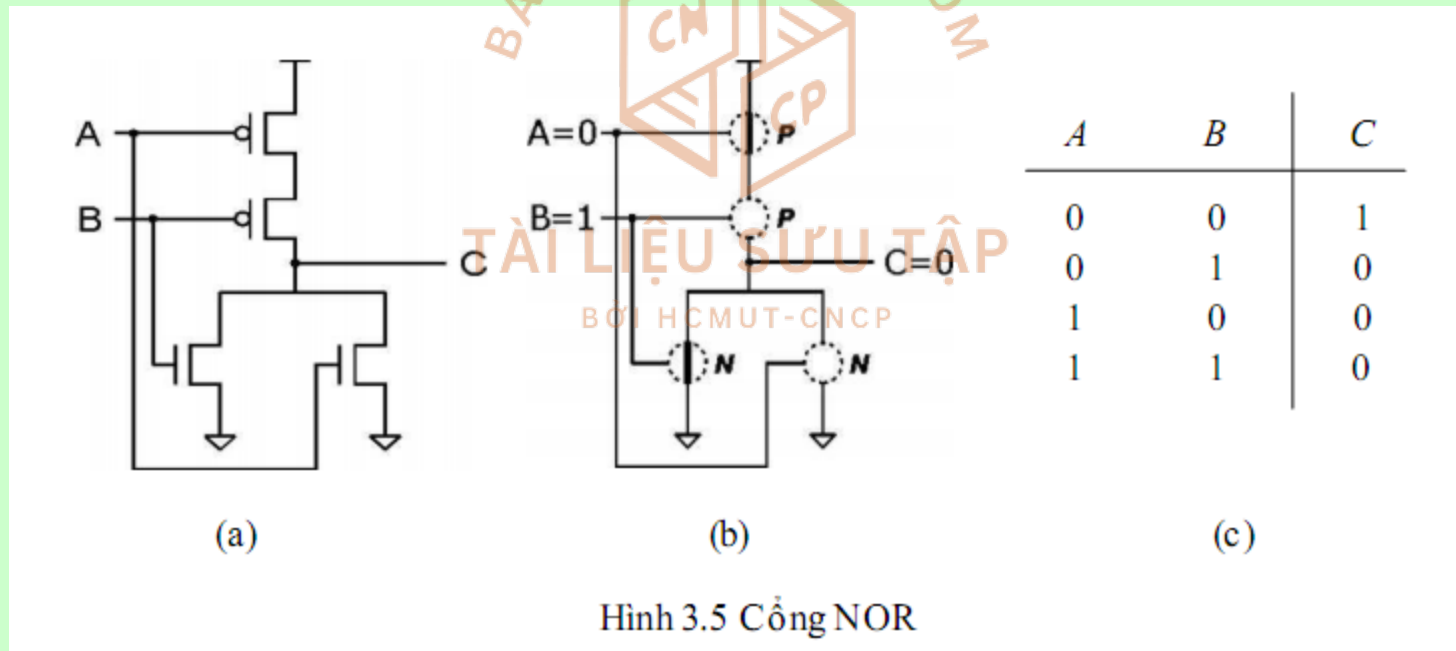 CH
CP
A
B
C
A=0
P
B=1
P
C=0
N
N
A B C
0 0 1
0 1 0
1 0 0
1 1 0
TÀI LIỆU SƯU TẬP
BỞI HCMUT-CNCP
(a)
(b)
(c)
Hình 3.5 Cổng NOR